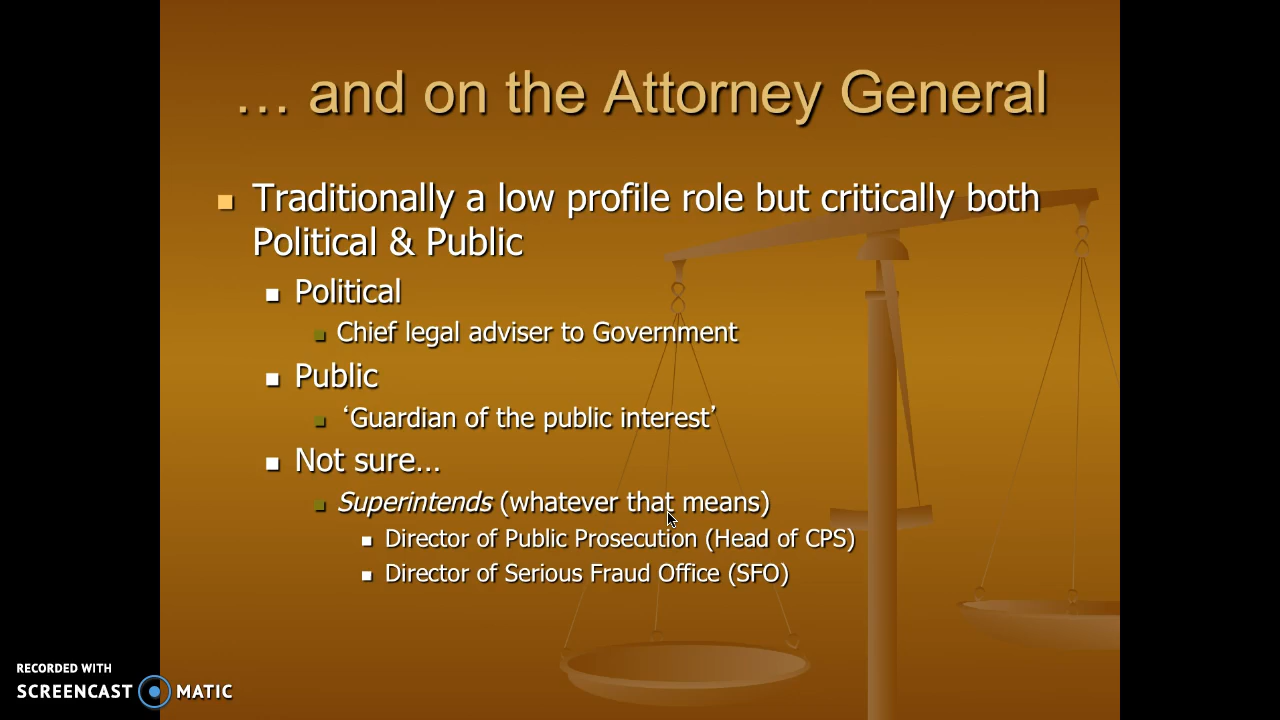 … and on the Attorney General
Traditionally a low profile role but critically both
Political & Public
Political
Chief legal adviser to Government
Public
‘Guardian of the public interest’
Not sure…
Superintends (whatever that means)
Director of Public Prosecution (Head of CPS)
Director of Serious Fraud Office (SFO)
RECORDED WITH
SCREENCAST MATIC